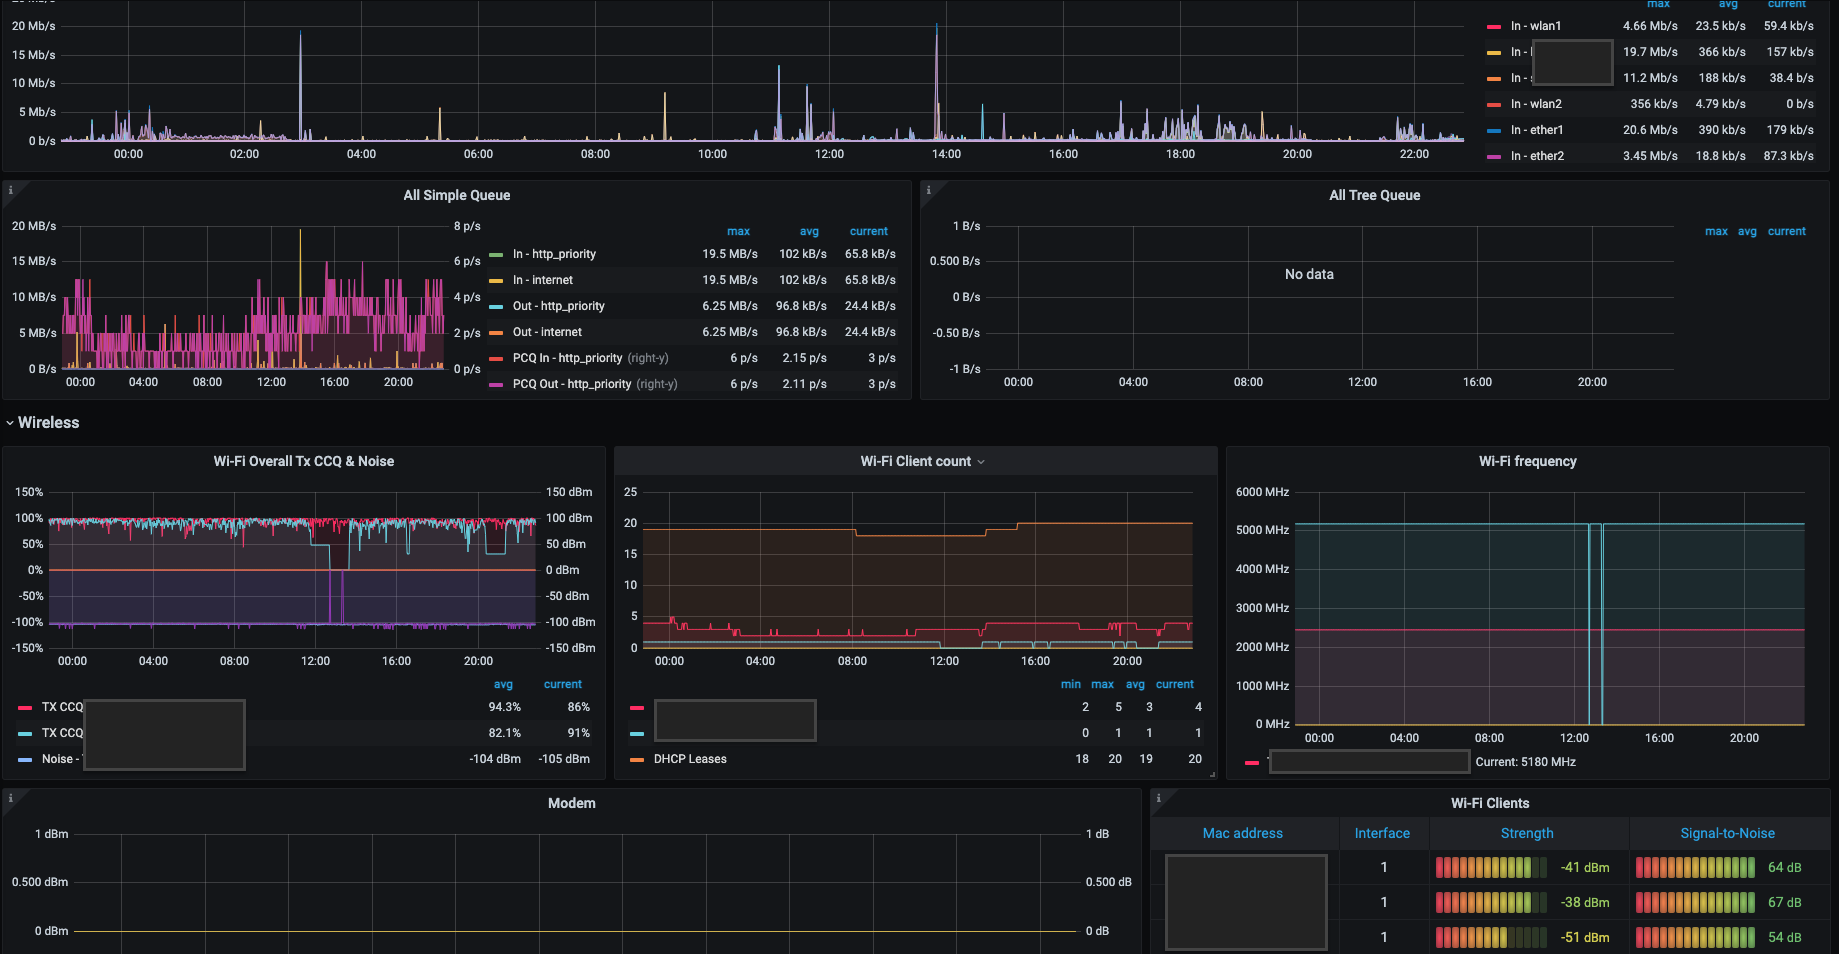 max avg current
20 Mb/s
15 Mb/s
10 Mb/s
5 Mb/s
0 b/s
00:00 02:00 04:00 06:00 08:00 10:00 12:00 14:00 16:00 18:00 20:00 22:00
In - wlan1 4.66 Mb/s 23.5 kb/s 59.4 kb/s
In - 19.7 Mb/s 366 kb/s 157 kb/s
In - 11.2 Mb/s 188 kb/s 38.4 b/s
In - wlan2 356 kb/s 4.79 kb/s 0 b/s
In - ether1 20.6 Mb/s 390 kb/s 179 kb/s
In - ether2 3.45 Mb/s 18.8 kb/s 87.3 kb/s
All Simple Queue
20 MB/s
15 MB/s
10 MB/s
5 MB/s
0 B/s
8 p/s
6 p/s
4 p/s
2 p/s
0 p/s
00:00 04:00 08:00 12:00 16:00 20:00
max avg current
In - http_priority 19.5 MB/s 102 kB/s 65.8 kB/s
In - internet 19.5 MB/s 102 kB/s 65.8 kB/s
Out - http_priority 6.25 MB/s 96.8 kB/s 24.4 kB/s
Out - internet 6.25 MB/s 96.8 kB/s 24.4 kB/s
PCQ In - http_priority (right-y) 6 p/s 2.15 p/s 3 p/s
PCQ Out - http_priority (right-y) 6 p/s 2.11 p/s 3 p/s
All Tree Queue
1 B/s
0.500 B/s
0 B/s
-0.50 B/s
-1 B/s
No data
00:00 04:00 08:00 12:00 16:00 20:00
max avg current
Wireless
Wi-Fi Overall Tx CCQ & Noise
150%
100%
50%
0%
-50%
-100%
-150%
150 dBm
100 dBm
50 dBm
0 dBm
-50 dBm
-100 dBm
-150 dBm
00:00 04:00 08:00 12:00 16:00 20:00
avg current
TX CCQ 94.3% 86%
TX CCQ 82.1% 91%
Noise - -104 dBm -105 dBm
Wi-Fi Client count
25
20
15
10
5
0
00:00 04:00 08:00 12:00 16:00 20:00
min max avg current
2 5 3 4
0 1 1 1
DHCP Leases 18 20 19 20
Wi-Fi frequency
6000 MHz
5000 MHz
4000 MHz
3000 MHz
2000 MHz
1000 MHz
0 MHz
00:00 04:00 08:00 12:00 16:00 20:00
Current: 5180 MHz
Modem
1 dBm
0.500 dBm
0 dBm
1 dB
0.500 dB
0 dB
Wi-Fi Clients
Mac address Interface Strength Signal-to-Noise
1 -41 dBm 64 dB
1 -38 dBm 67 dB
1 -51 dBm 54 dB